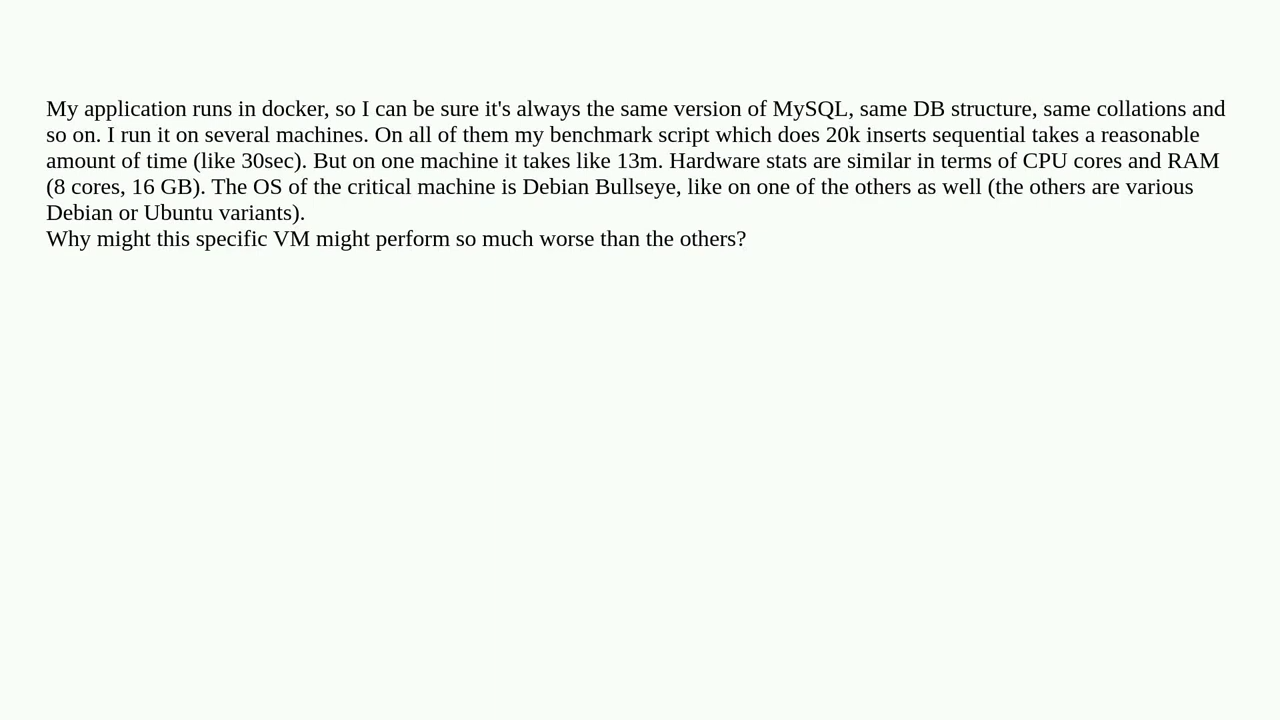 My application runs in docker, so I can be sure it's always the same version of MySQL, same DB structure, same collations and
so on. I run it on several machines. On all of them my benchmark script which does 20k inserts sequential takes a reasonable
amount of time (like 30sec). But on one machine it takes like 13m. Hardware stats are similar in terms of CPU cores and RAM
(8 cores, 16 GB). The OS of the critical machine is Debian Bullseye, like on one of the others as well (the others are various
Debian or Ubuntu variants).
Why might this specific VM might perform so much worse than the others?